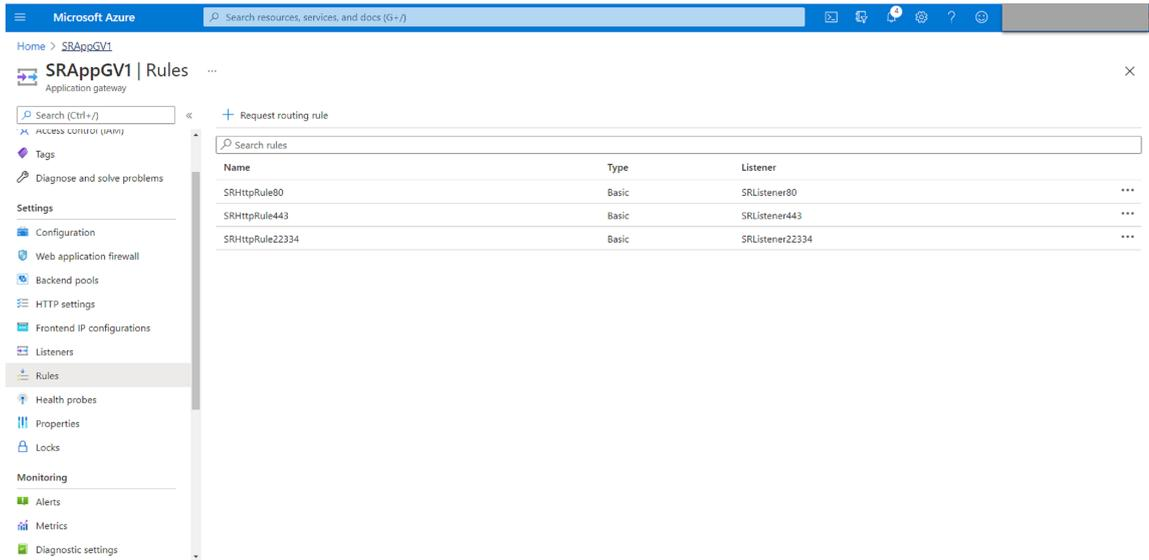 Microsoft Azure
Search resources, services, and docs (G+/)
4
Home > SRAppGV1
SRAppGV1 | Rules ...
Application gateway
Search (Ctrl+/)
«
+ Request routing rule
Access control (IAM)
Search rules
Tags
Name Type Listener
Diagnose and solve problems
SRHttpRule80 Basic SRListener80 ...
Settings
SRHttpRule443 Basic SRListener443 ...
Configuration
SRHttpRule22334 Basic SRListener22334 ...
Web application firewall
Backend pools
HTTP settings
Frontend IP configurations
Listeners
Rules
Health probes
Properties
Locks
Monitoring
Alerts
Metrics
Diagnostic settings